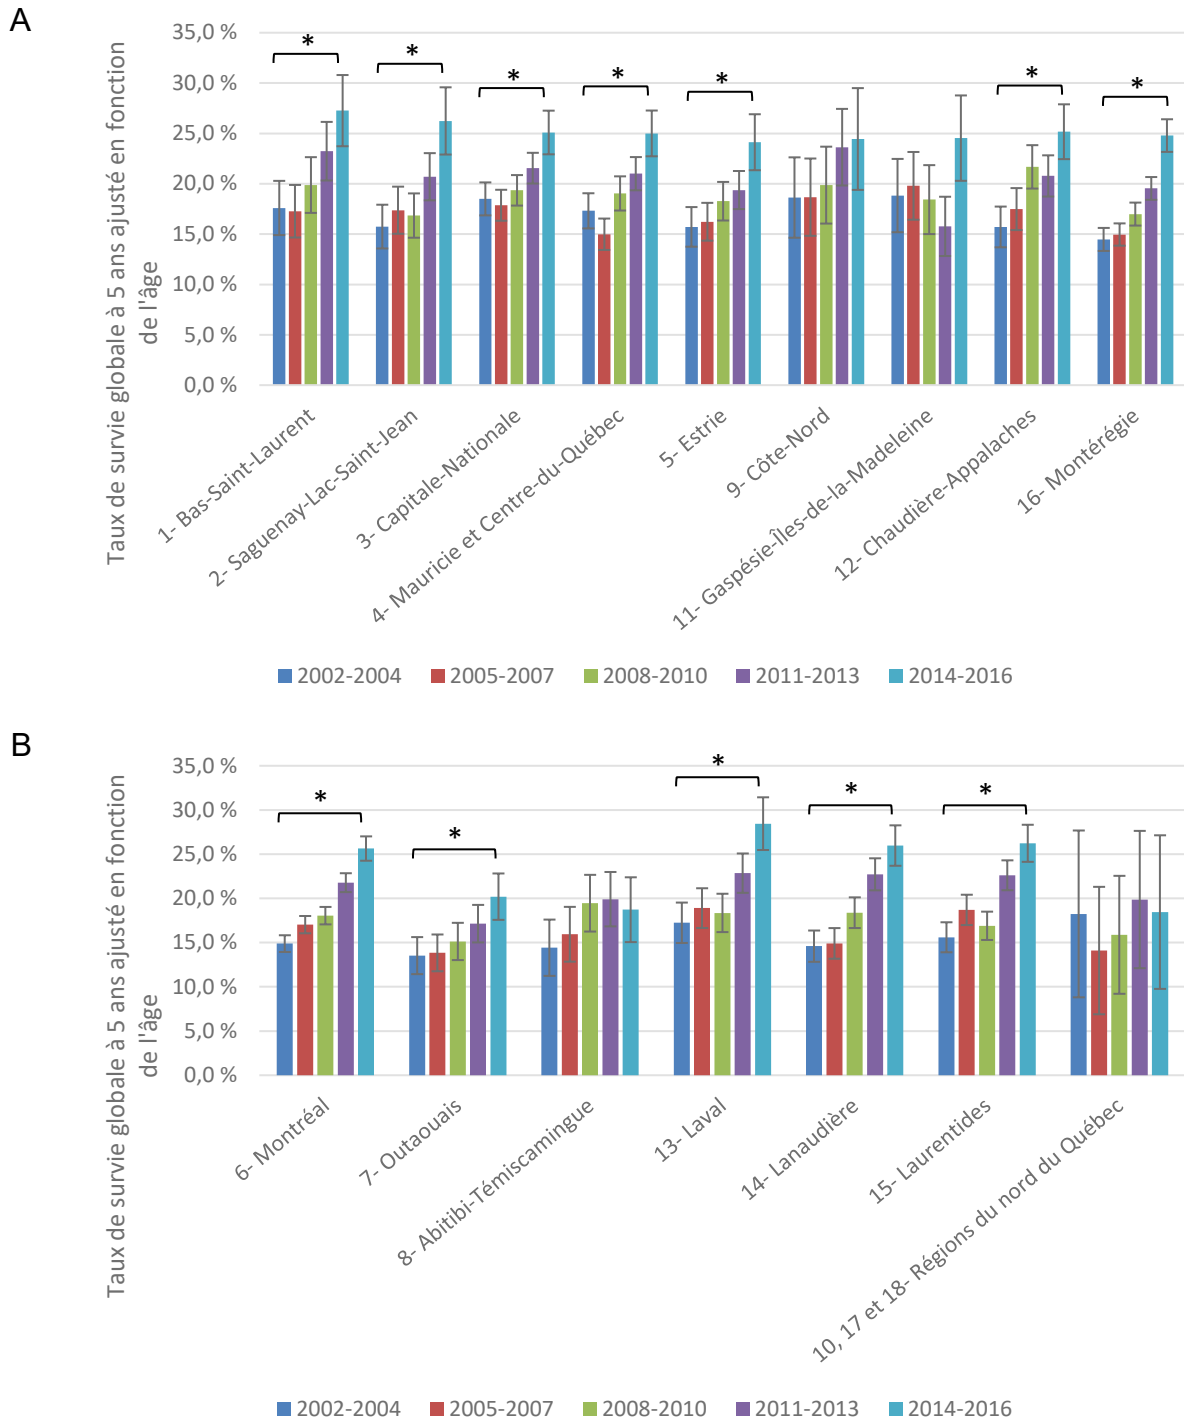 A
Taux de survie globale à 5 ans ajusté en fonction
de l'âge
35,0 %
30,0 %
25,0 %
20,0 %
15,0 %
10,0 %
5,0 %
0,0 %
* * * * * * *
1- Bas-Saint-Laurent
2- Saguenay-Lac-Saint-Jean
3- Capitale-Nationale
4- Mauricie et Centre-du-Québec
5- Estrie
9- Côte-Nord
11- Gaspésie-Îles-de-la-Madeleine
12- Chaudière-Appalaches
16- Montérégie
2002-2004 2005-2007 2008-2010 2011-2013 2014-2016
B
Taux de survie globale à 5 ans ajusté en fonction
de l'âge
35,0 %
30,0 %
25,0 %
20,0 %
15,0 %
10,0 %
5,0 %
0,0 %
* * * * *
6- Montréal
7- Outaouais
8- Abitibi-Témiscamingue
13- Laval
14- Lanaudière
15- Laurentides
10, 17 et 18- Régions du nord du Québec
2002-2004 2005-2007 2008-2010 2011-2013 2014-2016